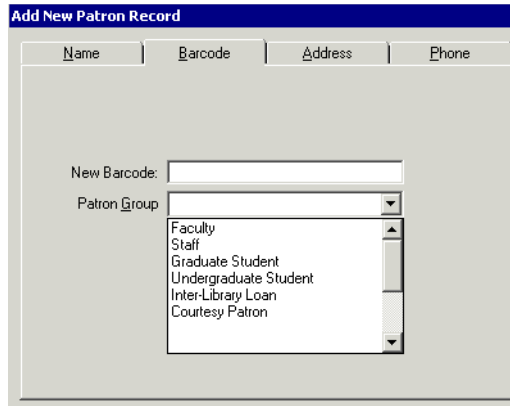 Add New Patron Record
Name Barcode Address Phone
New Barcode:
Patron Group
Faculty
Staff
Graduate Student
Undergraduate Student
Inter-Library Loan
Courtesy Patron